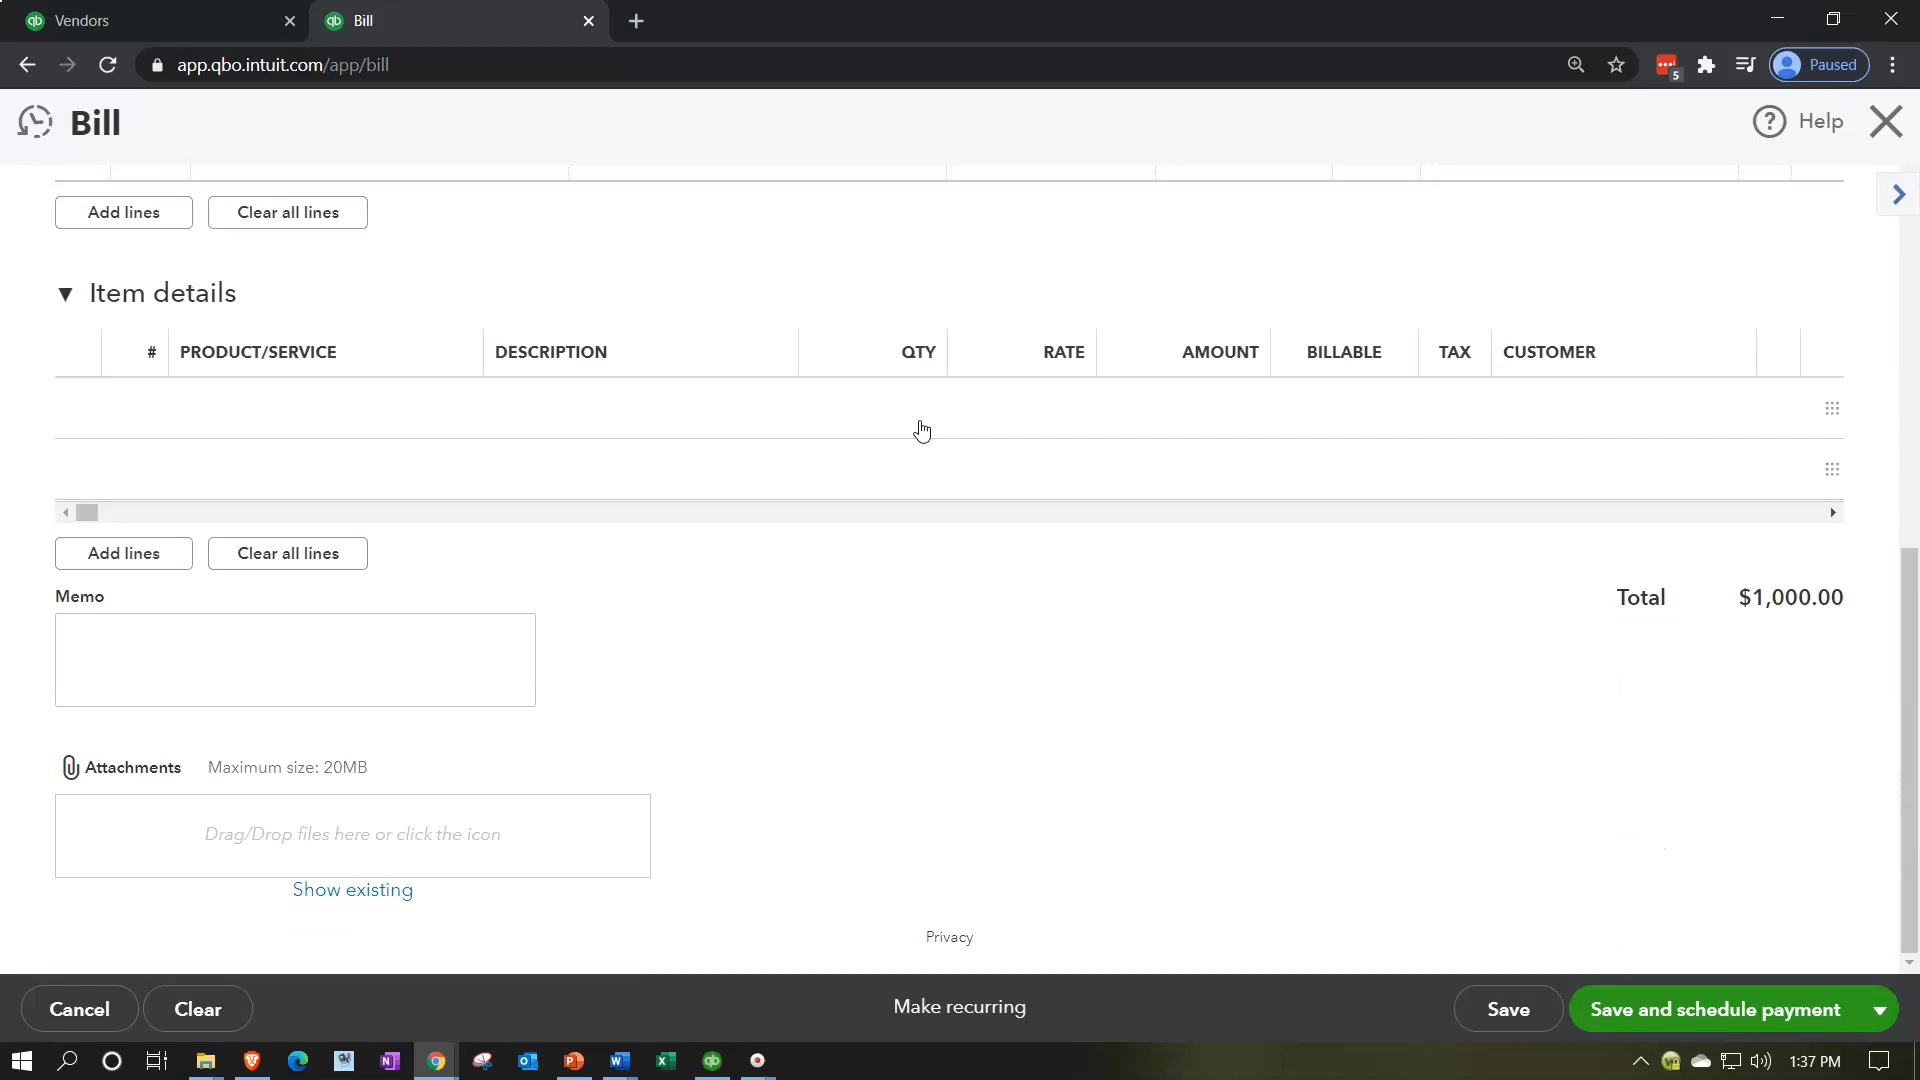 Vendors
Bill
app.qbo.intuit.com/app/bill
5
Paused
Bill
? Help
Add lines
Clear all lines
Item details
# PRODUCT/SERVICE DESCRIPTION QTY RATE AMOUNT BILLABLE TAX CUSTOMER
Add lines
Clear all lines
Memo
Total $1,000.00
Attachments Maximum size: 20MB
Drag/Drop files here or click the icon
Show existing
Privacy
Cancel
Clear
Make recurring
Save
Save and schedule payment
1:37 PM